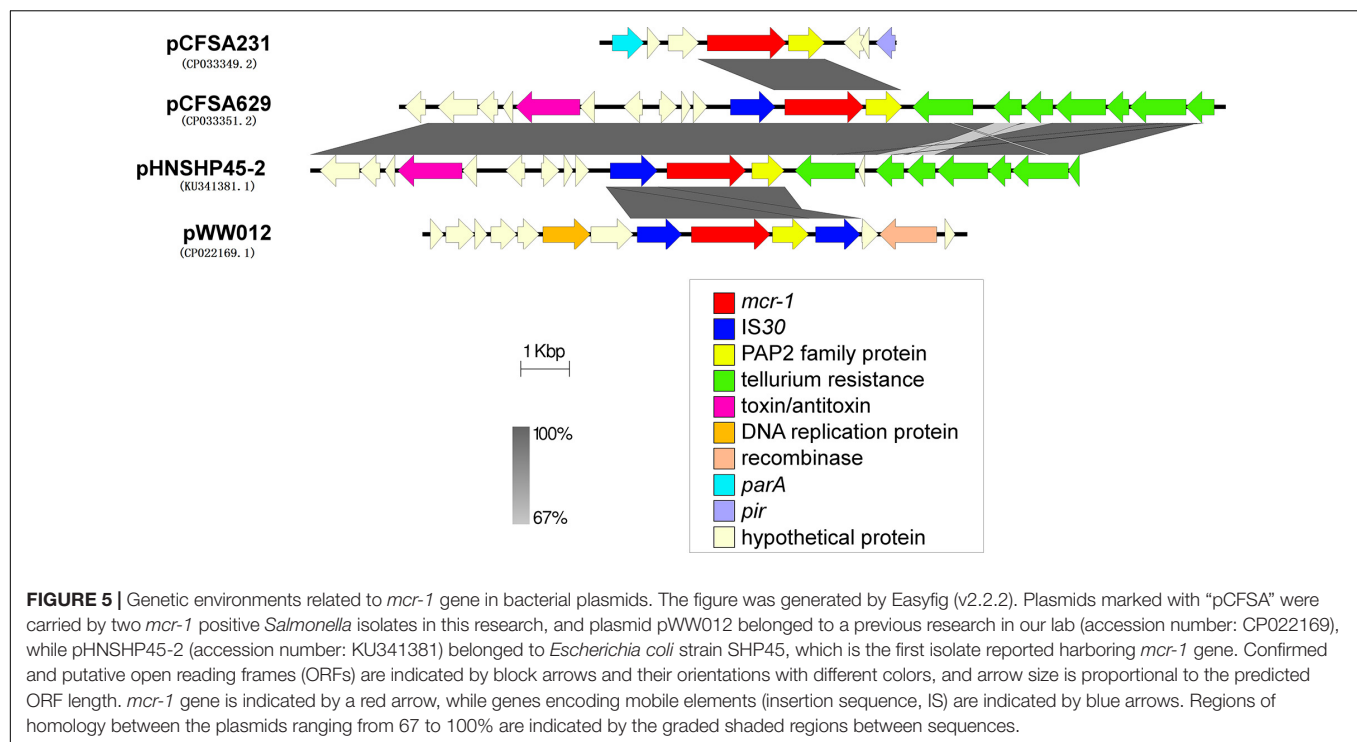 pCFSA231
(CP033349.2)
pCFSA629
(CP033351.2)
pHNSHP45-2
(KU341381.1)
pWW012
(CP022169.1)
1 Kbp
100%
67%
mcr-1
IS30
PAP2 family protein
tellurium resistance
toxin/antitoxin
DNA replication protein
recombinase
parA
pir
hypothetical protein
FIGURE 5 | Genetic environments related to mcr-1 gene in bacterial plasmids. The figure was generated by Easyfig (v2.2.2). Plasmids marked with “pCFSA” were
carried by two mcr-1 positive Salmonella isolates in this research, and plasmid pWW012 belonged to a previous research in our lab (accession number: CP022169),
while pHNSHP45-2 (accession number: KU341381) belonged to Escherichia coli strain SHP45, which is the first isolate reported harboring mcr-1 gene. Confirmed
and putative open reading frames (ORFs) are indicated by block arrows and their orientations with different colors, and arrow size is proportional to the predicted
ORF length. mcr-1 gene is indicated by a red arrow, while genes encoding mobile elements (insertion sequence, IS) are indicated by blue arrows. Regions of
homology between the plasmids ranging from 67 to 100% are indicated by the graded shaded regions between sequences.